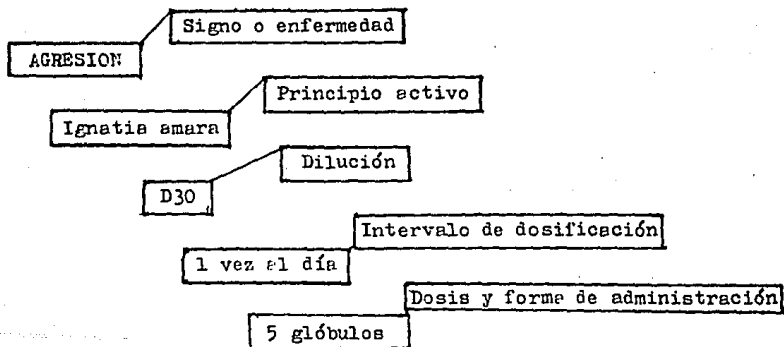 Signo o enfermedad
AGRESION
Principio activo
Ignatia amara
Dilución
D30
Intervalo de dosificación
1 vez al día
Dosis y forma de administración
5 glóbulos